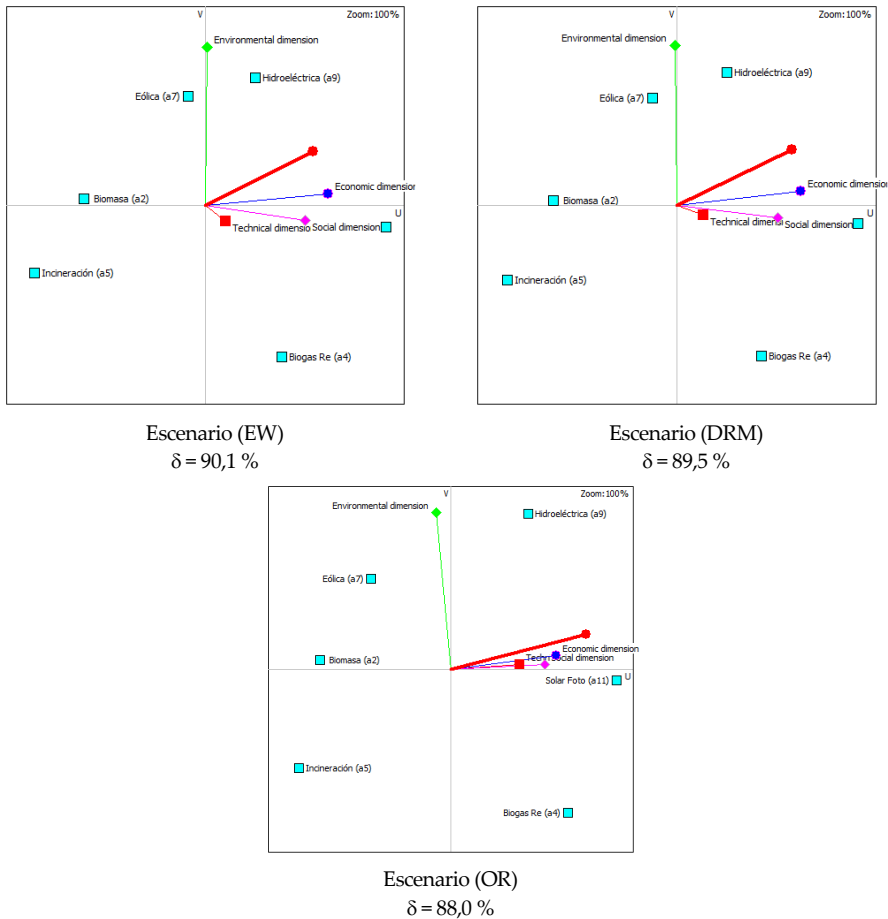 V
Zoom:100%
Environmental dimension
Hidroeléctrica (a9)
Eólica (a7)
Economic dimension
Biomasa (a2)
U
Technical dimensio
Social dimension
Incineración (a5)
Biogas Re (a4)
Escenario (EW)
δ = 90,1 %
V
Zoom:100%
Environmental dimension
Hidroeléctrica (a9)
Eólica (a7)
Economic dimension
Biomasa (a2)
U
Technical dimen
Social dimension
Incineración (a5)
Biogas Re (a4)
Escenario (DRM)
δ = 89,5 %
V
Zoom:100%
Environmental dimension
Hidroeléctrica (a9)
Eólica (a7)
Economic dimension
Biomasa (a2)
Social dimension
Solar Foto (a11)
U
Incineración (a5)
Biogas Re (a4)
Escenario (OR)
δ = 88,0 %